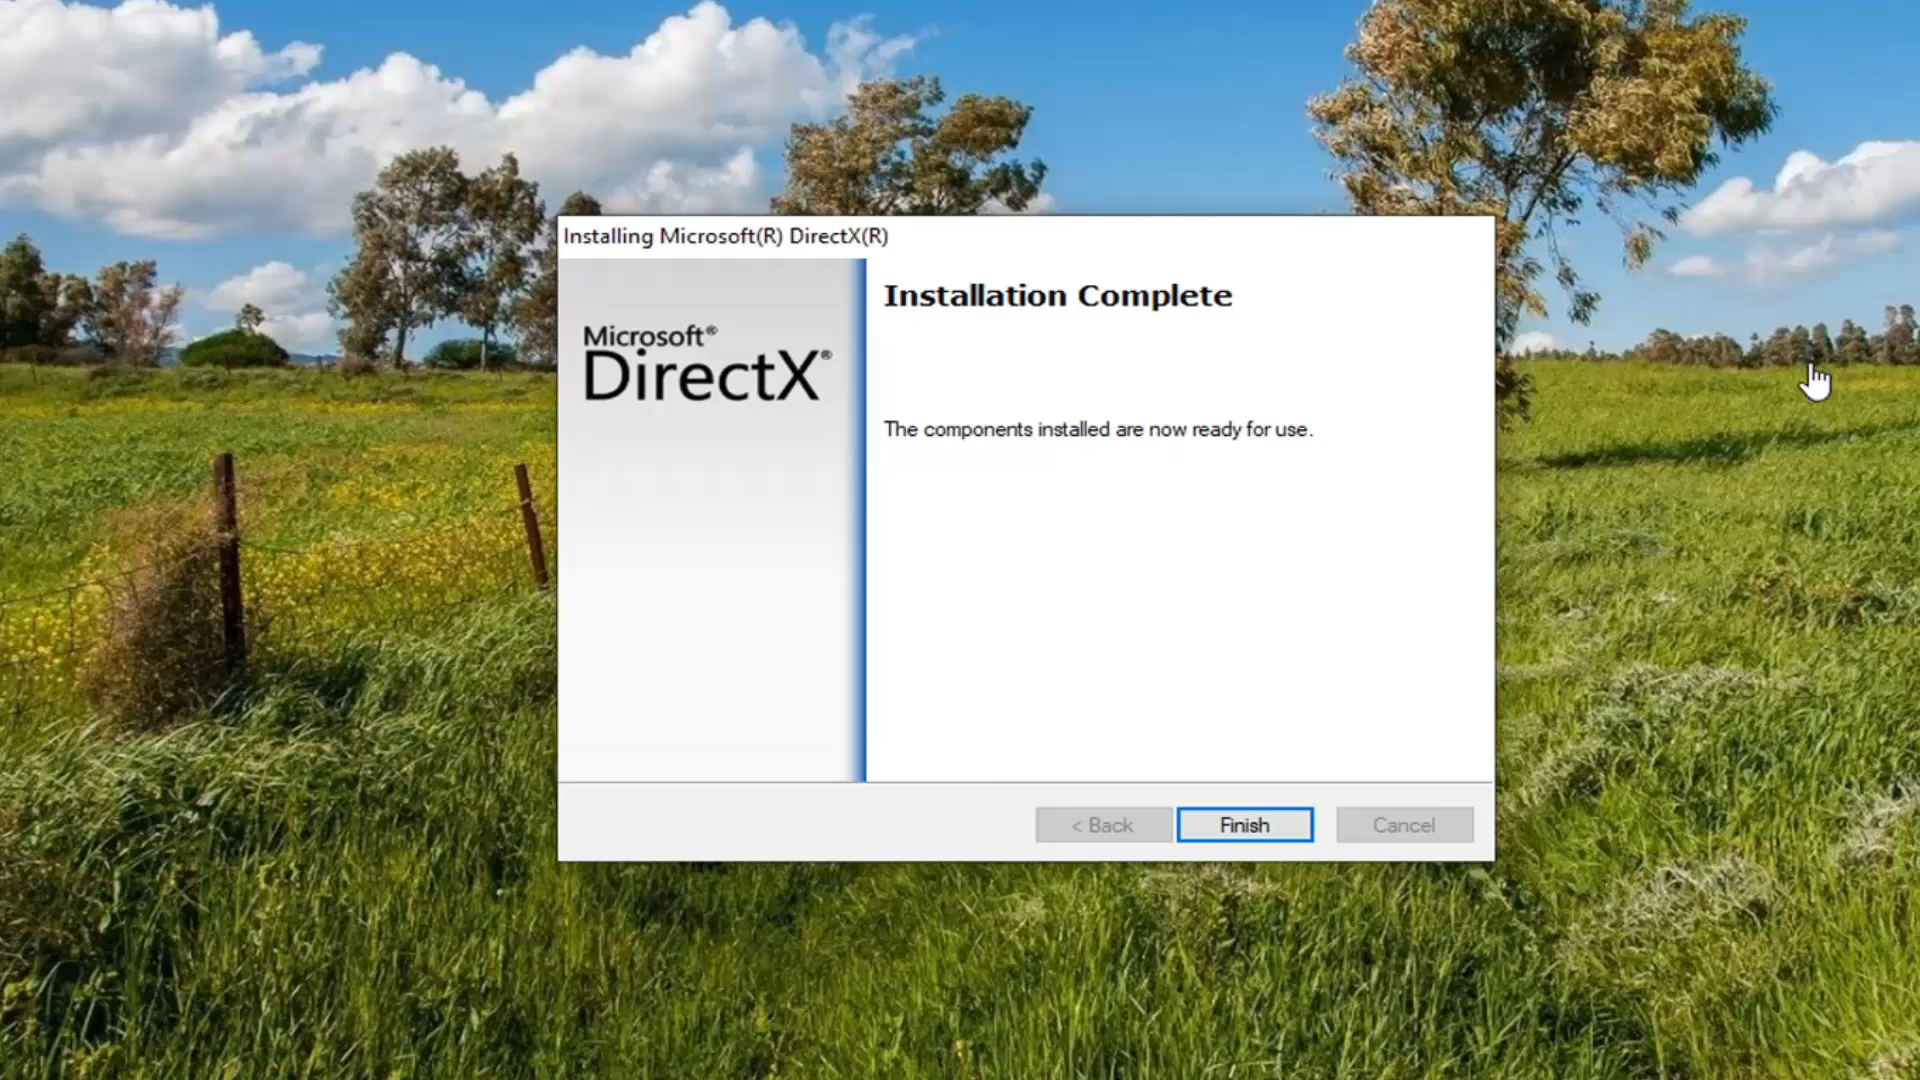 Installing Microsoft(R) DirectX(R)
Installation Complete
Microsoft®
DirectX®
The components installed are now ready for use.
< Back
Finish
Cancel